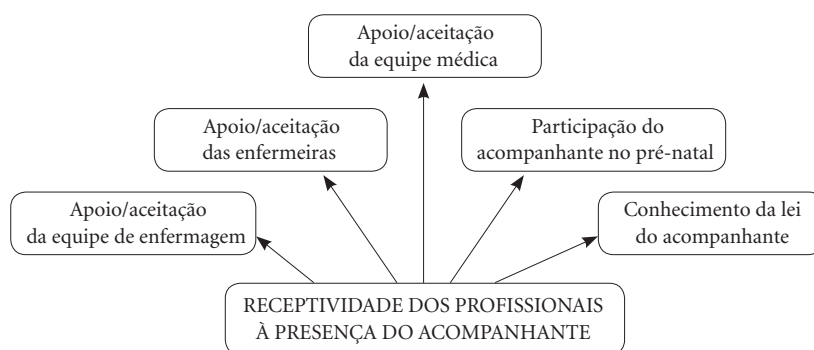 Apoio/aceitação
da equipe médica
Apoio/aceitação
das enfermeiras
Participação do
acompanhante no pré-natal
Apoio/aceitação
da equipe de enfermagem
Conhecimento da lei
do acompanhante
RECEPTIVIDADE DOS PROFISSIONAIS
À PRESENÇA DO ACOMPANHANTE